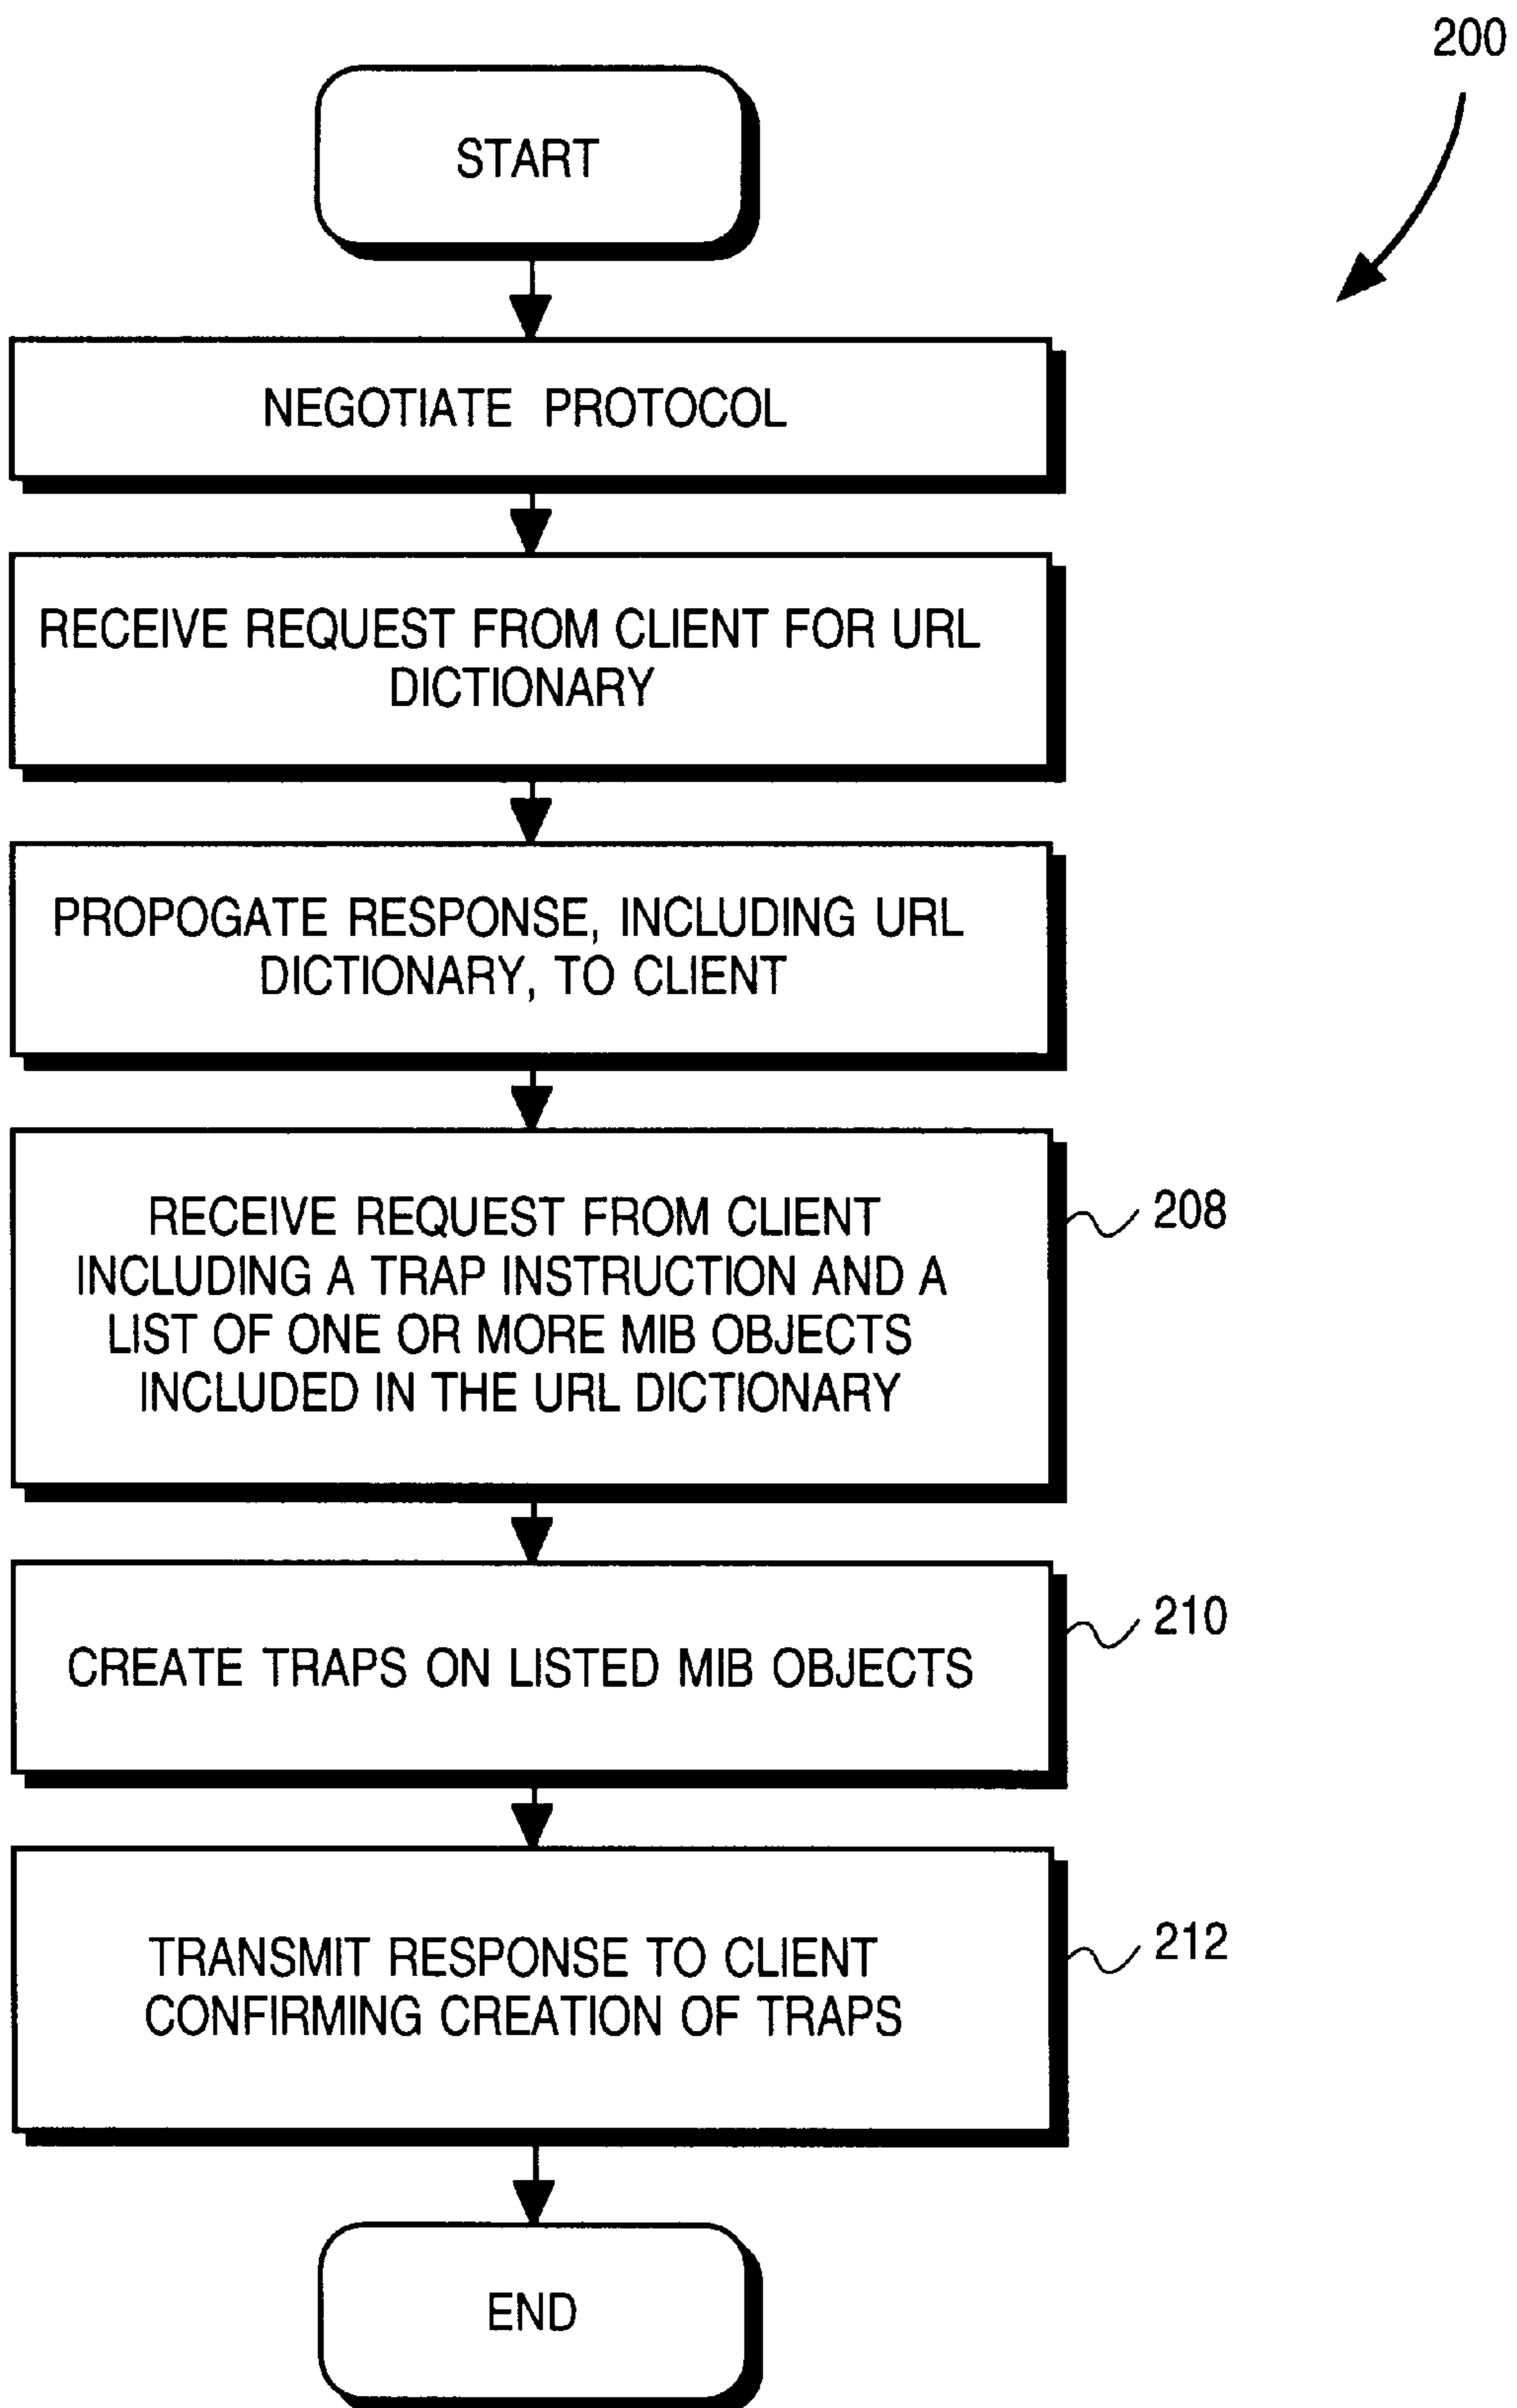 200
START
NEGOTIATE PROTOCOL
RECEIVE REQUEST FROM CLIENT FOR URL
DICTIONARY
PROPOGATE RESPONSE, INCLUDING URL
DICTIONARY, TO CLIENT
RECEIVE REQUEST FROM CLIENT
INCLUDING A TRAP INSTRUCTION AND A
LIST OF ONE OR MORE MIB OBJECTS
INCLUDED IN THE URL DICTIONARY
208
CREATE TRAPS ON LISTED MIB OBJECTS
210
TRANSMIT RESPONSE TO CLIENT
CONFIRMING CREATION OF TRAPS
212
END